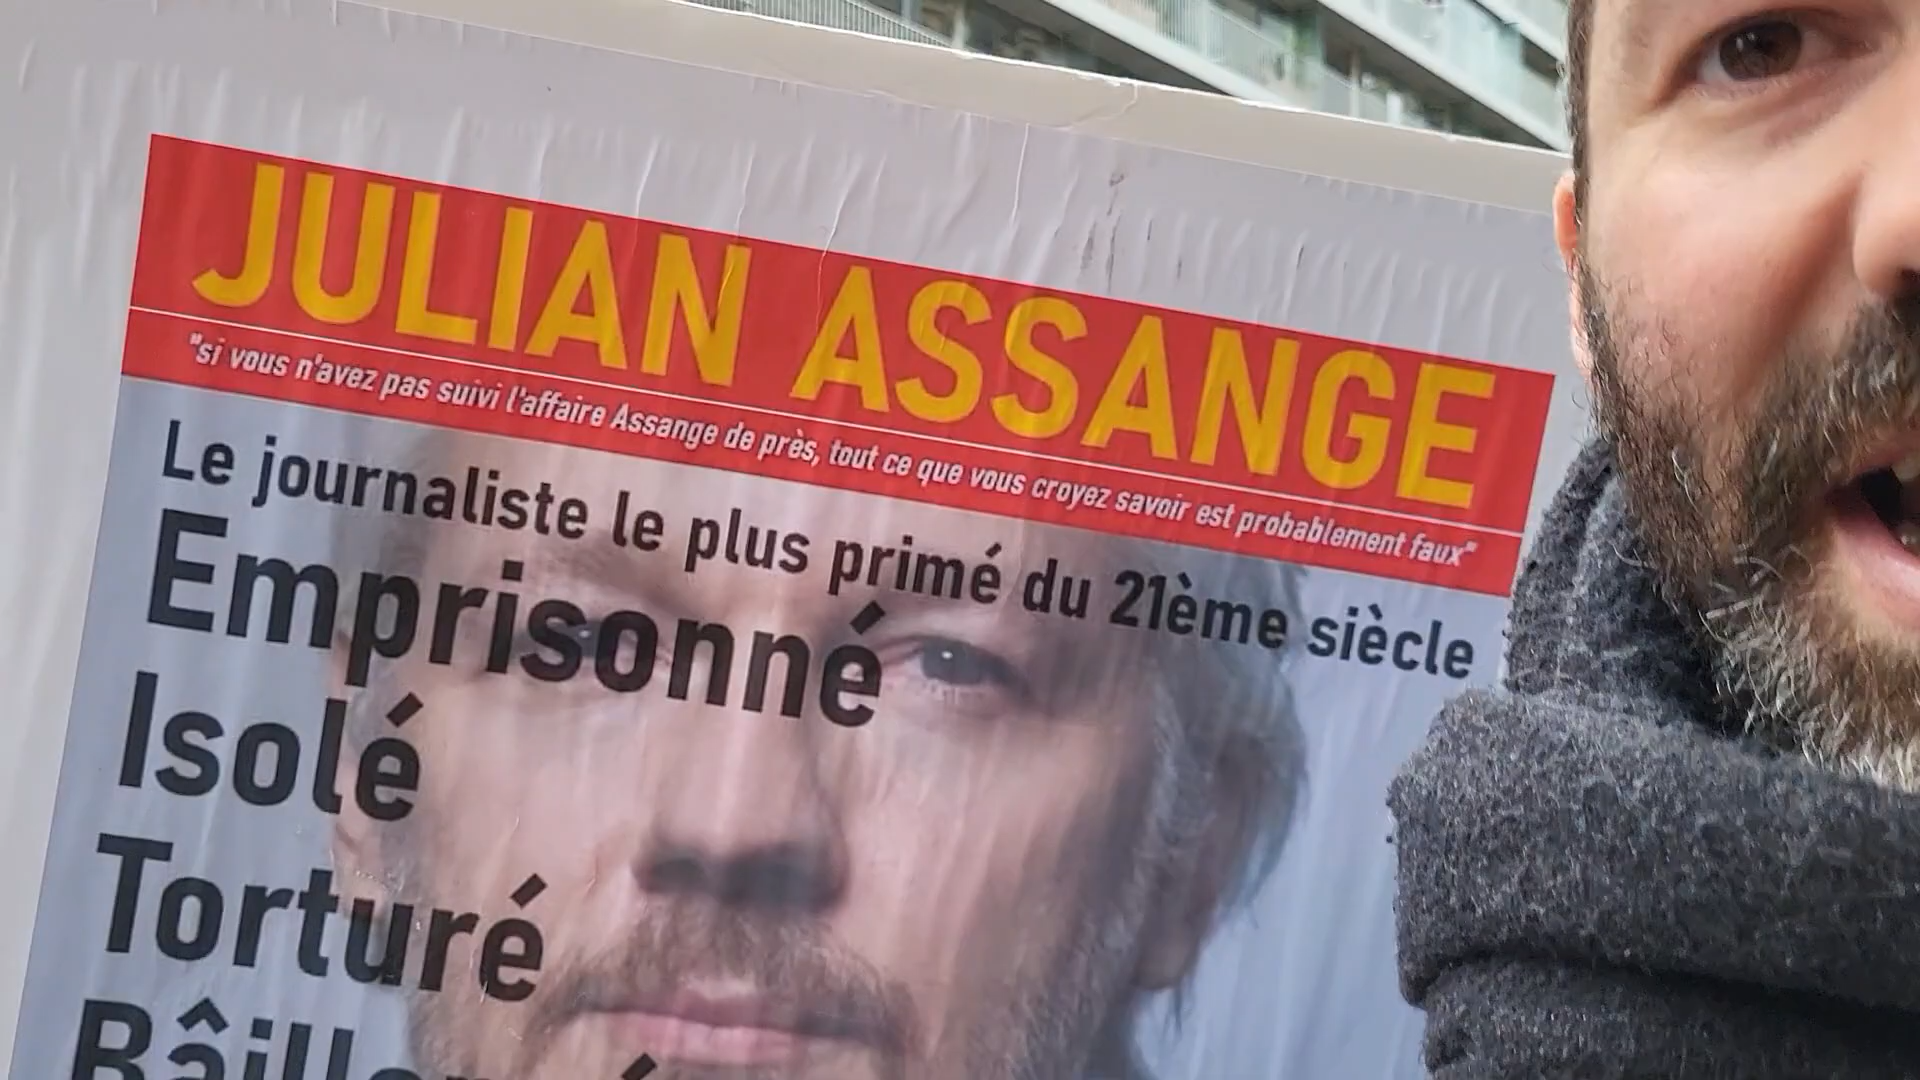 JULIAN ASSANGE
"si vous n'avez pas suivi l'affaire Assange de près, tout ce que vous croyez savoir est probablement faux"
Le journaliste le plus primé du 21ème siècle
Emprisonné
Isolé
Torturé